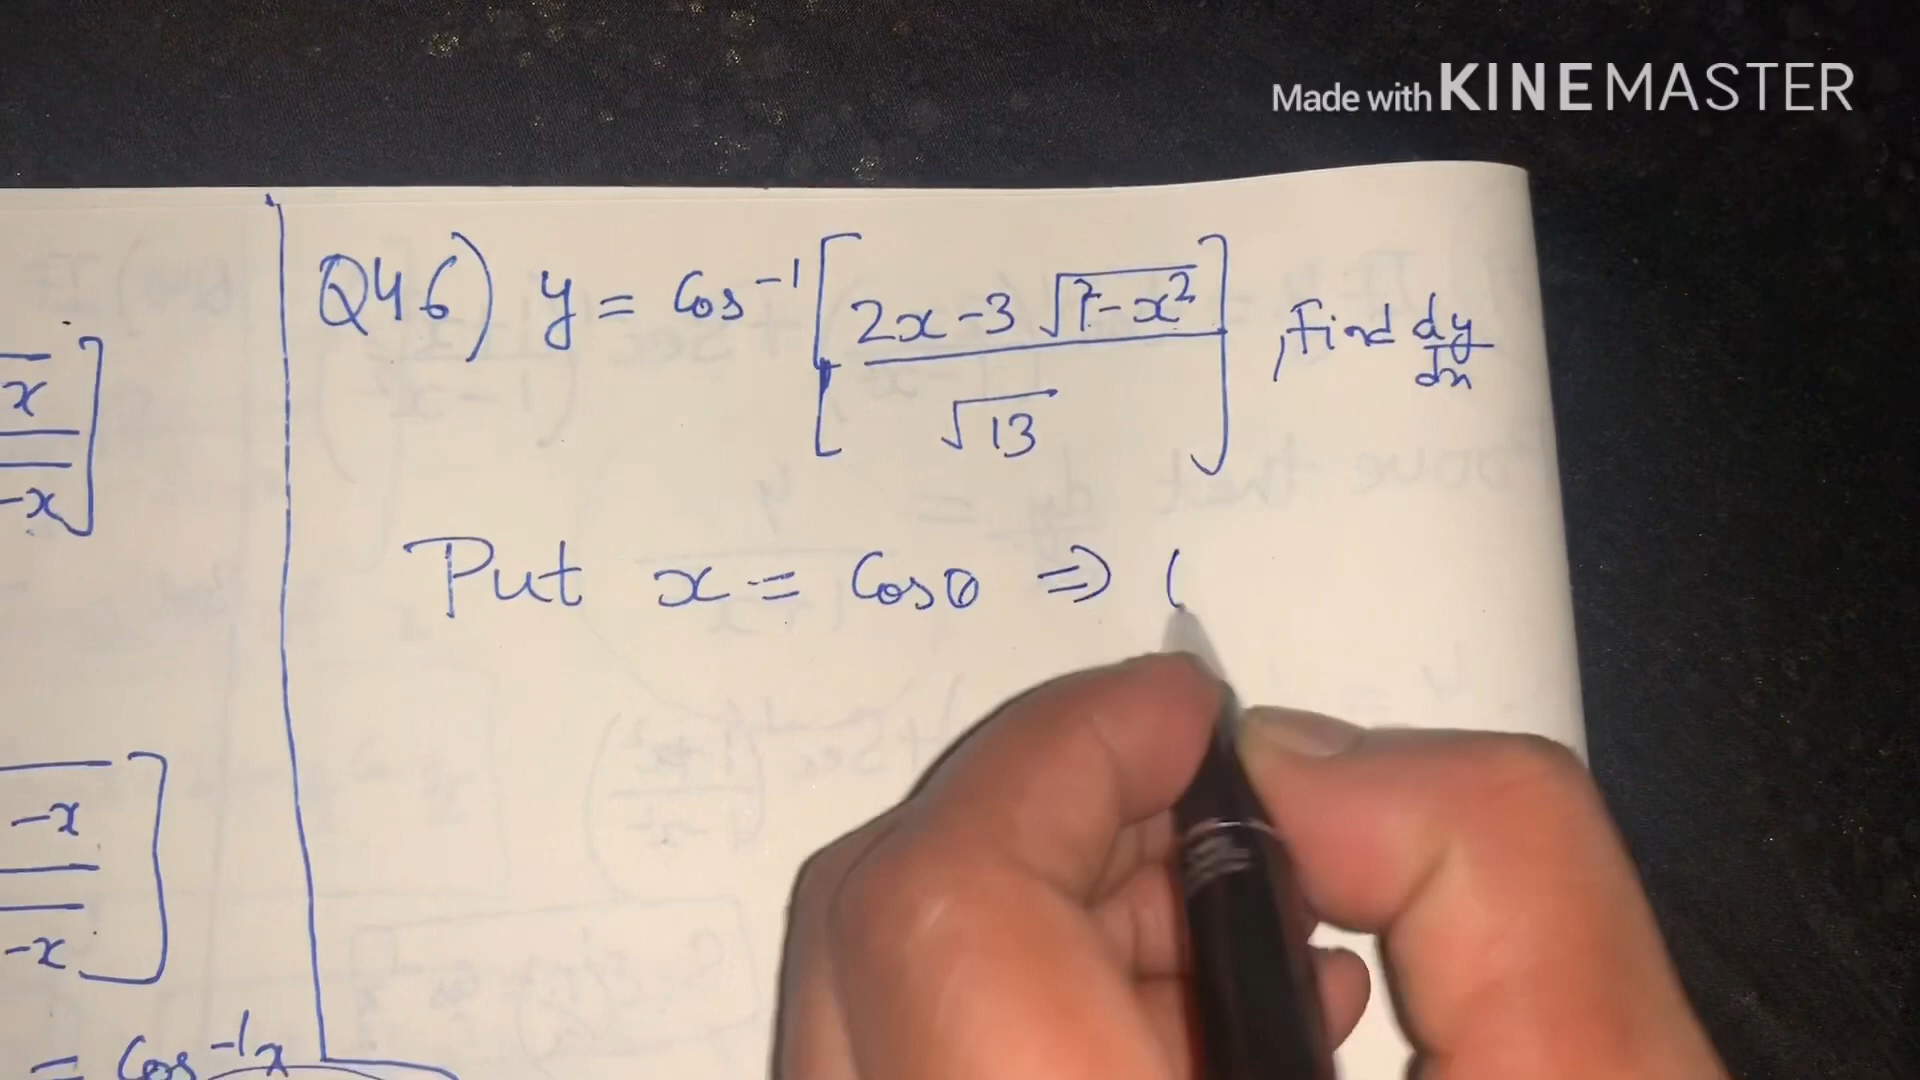 Made with KINEMASTER
Q46) y = Cos⁻¹[2x-3√1-x² / √13], Find dy/dx
Put x = Cosθ ⇒ (
x
-x
-x
-x
= Cos⁻¹x